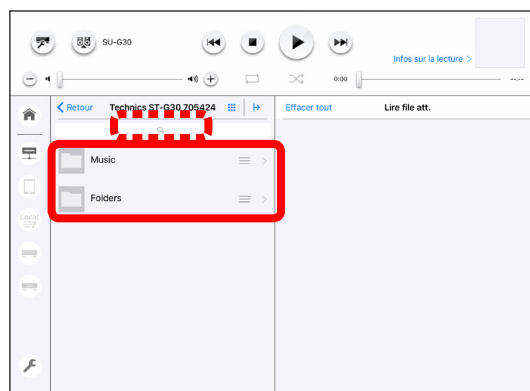 SU-G30
Infos sur la lecture >
0:00
--:--
Retour
Technics ST-G30 705424
Effacer tout
Lire file att.
Music
Folders
Local